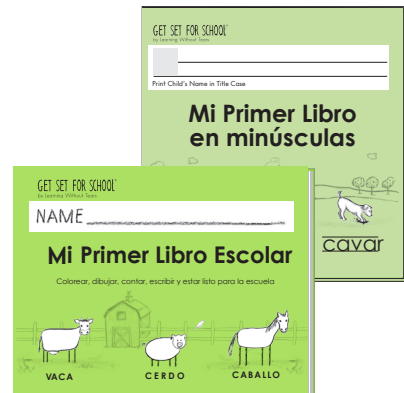 GET SET FOR SCHOOL®
by Learning Without Tears
Print Child's Name in Title Case
Mi Primer Libro
en minúsculas
cavar
GET SET FOR SCHOOL®
by Learning Without Tears
NAME
Mi Primer Libro Escolar
Colorear, dibujar, contar, escribir y estar listo para la escuela
VACA
CERDO
CABALLO